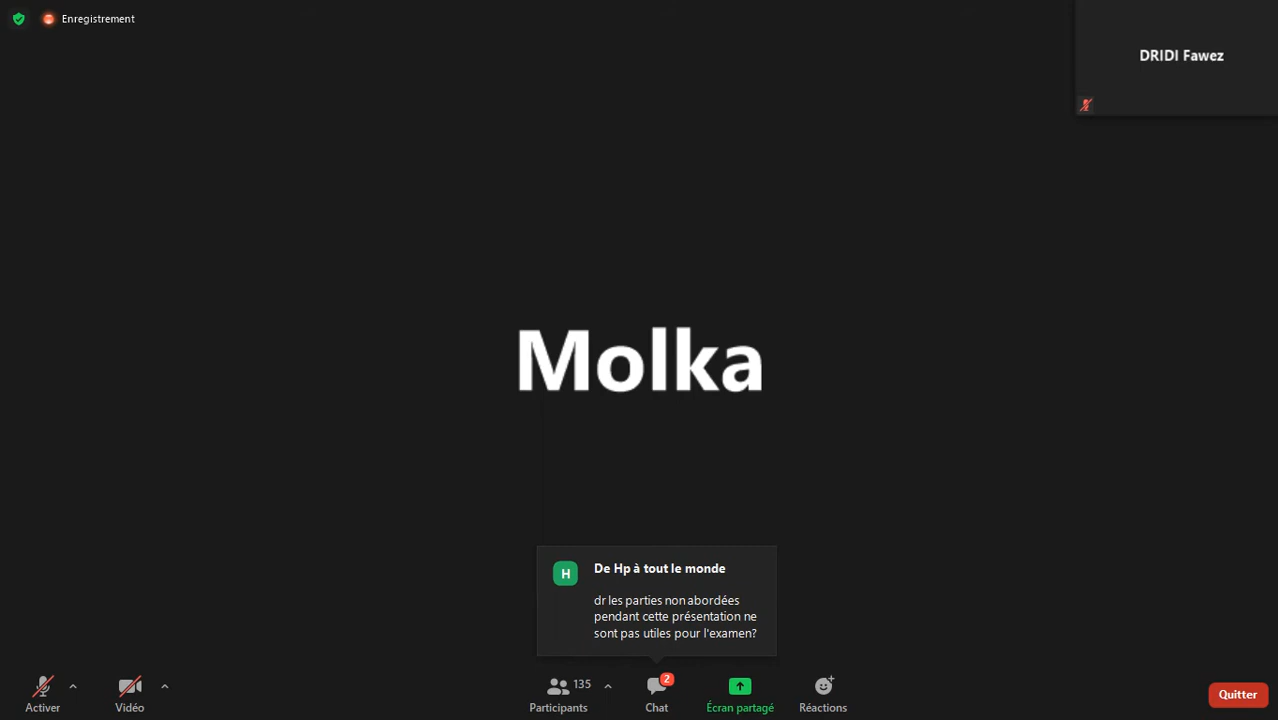 Enregistrement
DRIDI Fawez
Molka
H
De Hp à tout le monde
dr les parties non abordées
pendant cette présentation ne
sont pas utiles pour l'examen?
Activer
Vidéo
135
Participants
2
Chat
Écran partagé
Réactions
Quitter